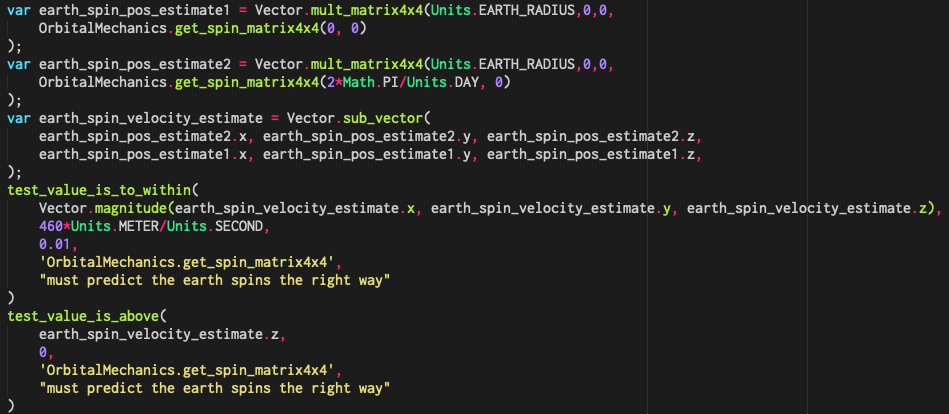 var earth_spin_pos_estimate1 = Vector.mult_matrix4x4(Units.EARTH_RADIUS,0,0,
    OrbitalMechanics.get_spin_matrix4x4(0, 0)
);
var earth_spin_pos_estimate2 = Vector.mult_matrix4x4(Units.EARTH_RADIUS,0,0,
    OrbitalMechanics.get_spin_matrix4x4(2*Math.PI/Units.DAY, 0)
);
var earth_spin_velocity_estimate = Vector.sub_vector(
    earth_spin_pos_estimate2.x, earth_spin_pos_estimate2.y, earth_spin_pos_estimate2.z,
    earth_spin_pos_estimate1.x, earth_spin_pos_estimate1.y, earth_spin_pos_estimate1.z,
);
test_value_is_to_within(
    Vector.magnitude(earth_spin_velocity_estimate.x, earth_spin_velocity_estimate.y, earth_spin_velocity_estimate.z),
    460*Units.METER/Units.SECOND,
    0.01,
    'OrbitalMechanics.get_spin_matrix4x4',
    "must predict the earth spins the right way"
)
test_value_is_above(
    earth_spin_velocity_estimate.z,
    0,
    'OrbitalMechanics.get_spin_matrix4x4',
    "must predict the earth spins the right way"
)